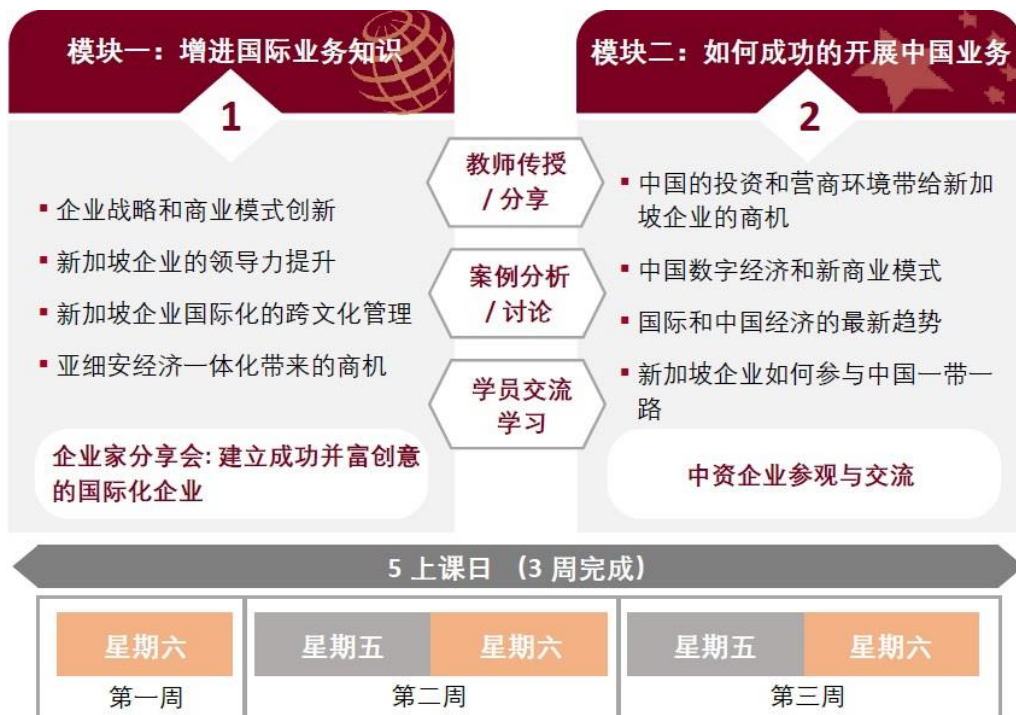 模块一：增进国际业务知识
1
▪ 企业战略和商业模式创新
▪ 新加坡企业的领导力提升
▪ 新加坡企业国际化的跨文化管理
▪ 亚细安经济一体化带来的商机
企业家分享会: 建立成功并富创意
的国际化企业
教师传授
/ 分享
案例分析
/ 讨论
学员交流
学习
模块二：如何成功的开展中国业务
2
▪ 中国的投资和营商环境带给新加
坡企业的商机
▪ 中国数字经济和新商业模式
▪ 国际和中国经济的最新趋势
▪ 新加坡企业如何参与中国一带一
路
中资企业参观与交流
5 上课日 （3 周完成）
星期六
第一周
星期五 星期六
第二周
星期五 星期六
第三周